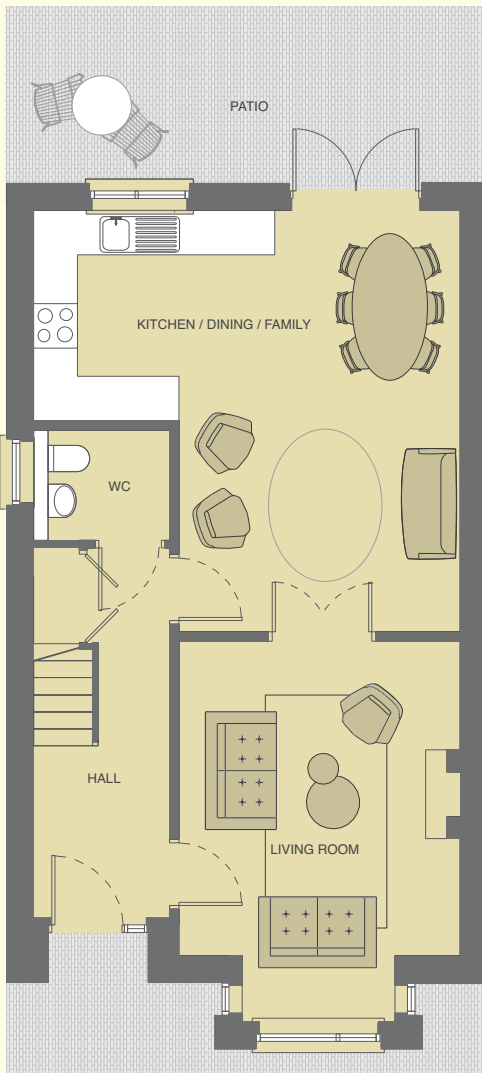 PATIO
KITCHEN / DINING / FAMILY
WC
HALL
LIVING ROOM